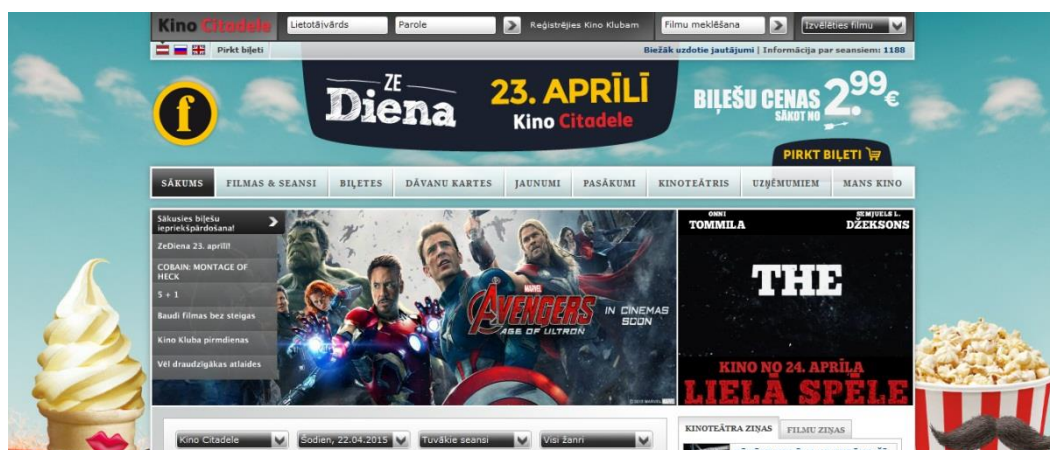 Kino Citadele
Lietotājvārds
Parole
Reģistrējies Kino Klubam
Filmu meklēšana
Izvēlēties filmu
Pirkt biļeti
Biežāk uzdotie jautājumi | Informācija par seansiem: 1188
f
ZE
Diena
23. APRĪLĪ
Kino Citadele
BIĻEŠU CENAS
SĀKOT NO
2.99€
PIRKT BIĻETI
SĀKUMS
FILMAS & SEANSI
BIĻETES
DĀVANU KARTES
JAUNUMI
PASĀKUMI
KINOTEĀTRIS
UZŅĒMUMIEM
MANS KINO
Sākusies biļešu
iepriekšpārdošana!
ZeDiena 23. aprīlī!
COBAIN: MONTAGE OF
HECK
5 + 1
Baudi filmas bez steigas
Kino Kluba pirmdienas
Vēl draudzīgākas atlaides
MARVEL
AVENGERS
AGE OF ULTRON
IN CINEMAS
SOON
ONNI
TOMMILA
SEMJUELS L.
DŽEKSONS
THE
KINO NO 24. APRĪĻA
LIELĀ SPĒLE
Kino Citadele
Šodien, 22.04.2015
Tuvākie seansi
Visi žanri
KINOTEĀTRA ZIŅAS
FILMU ZIŅAS